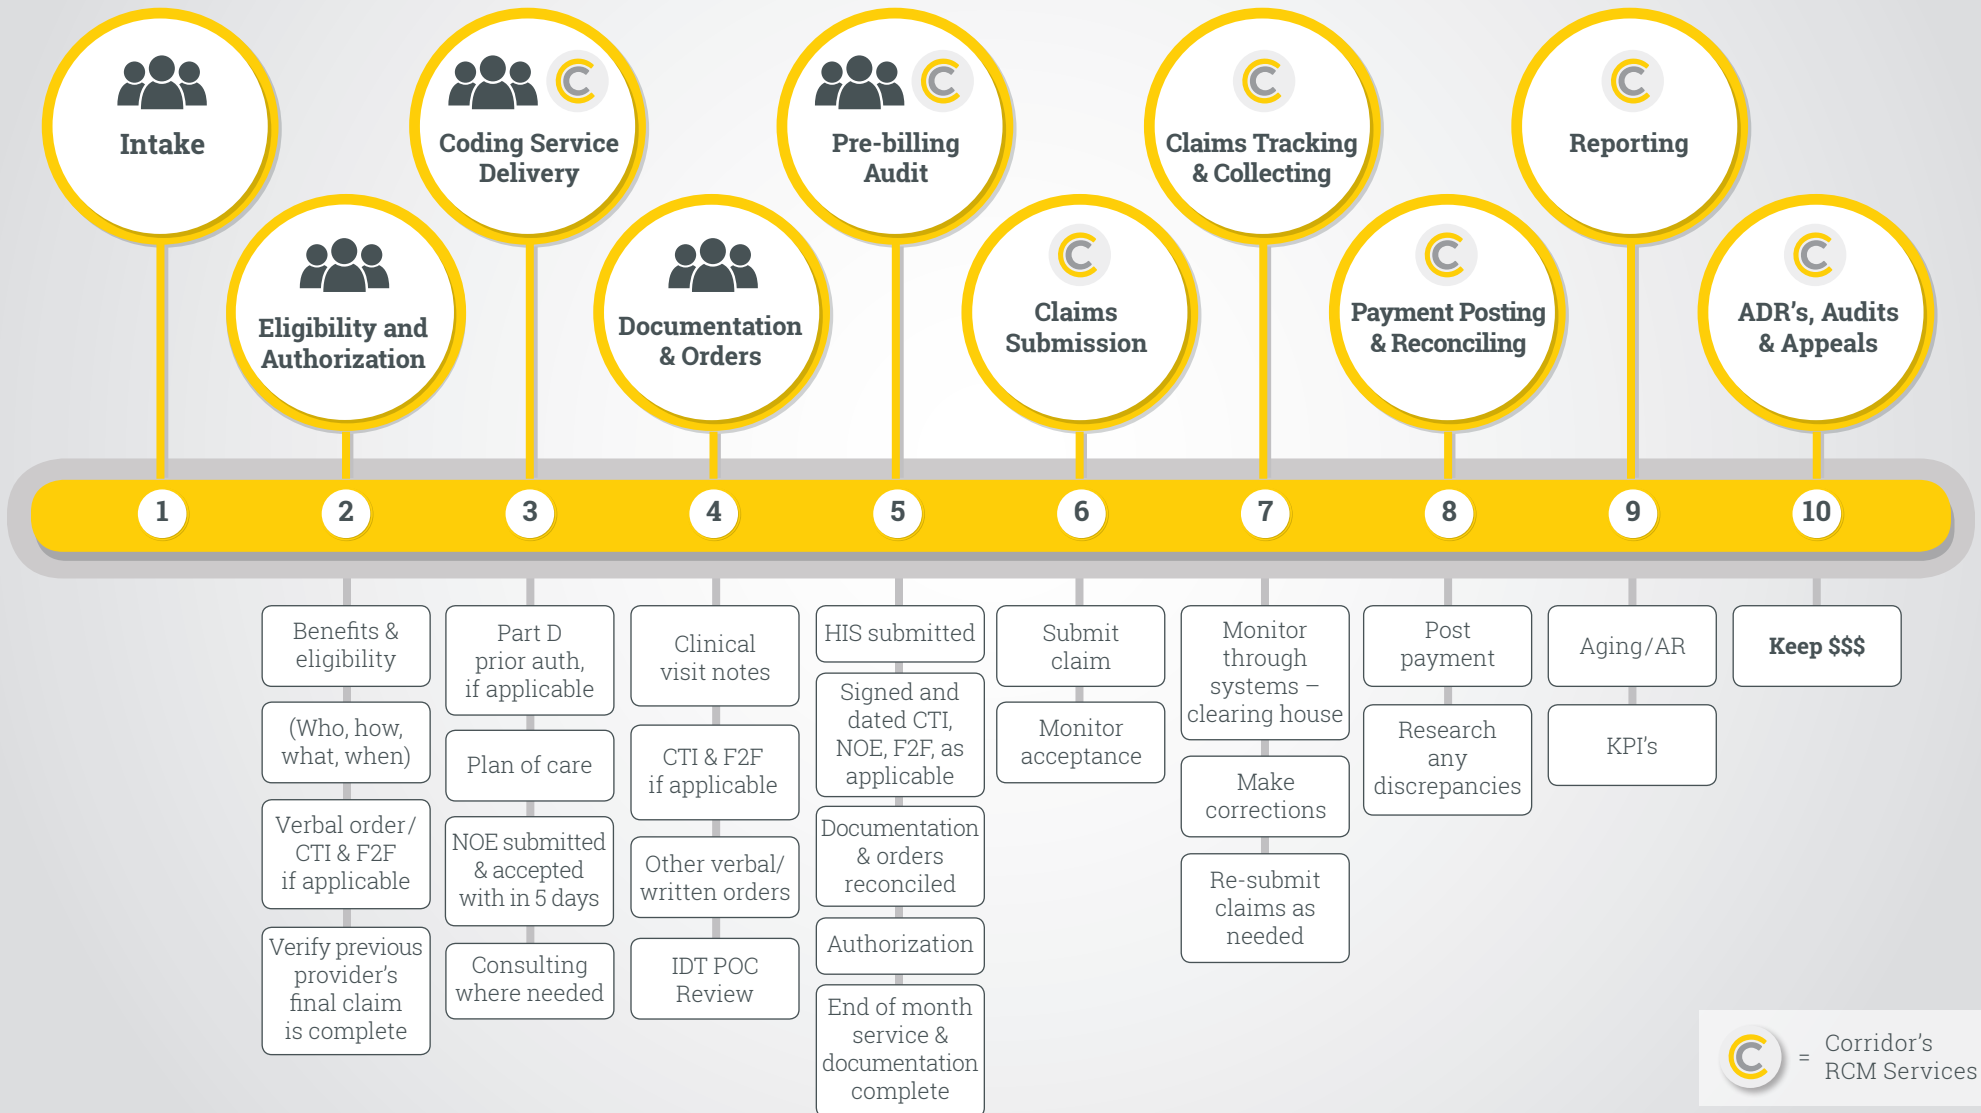 Intake
Coding Service
Delivery
Pre-billing
Audit
Claims Tracking
& Collecting
Reporting
Eligibility and
Authorization
Documentation
& Orders
Claims
Submission
Payment Posting
& Reconciling
ADR's, Audits
& Appeals
1
2
3
4
5
6
7
8
9
10
Benefits &
eligibility
(Who, how,
what, when)
Verbal order/
CTI & F2F
if applicable
Verify previous
provider's
final claim
is complete
Part D
prior auth,
if applicable
Plan of care
NOE submitted
& accepted
with in 5 days
Consulting
where needed
Clinical
visit notes
CTI & F2F
if applicable
Other verbal/
written orders
IDT POC
Review
HIS submitted
Signed and
dated CTI,
NOE, F2F, as
applicable
Documentation
& orders
reconciled
Authorization
End of month
service &
documentation
complete
Submit
claim
Monitor
acceptance
Monitor
through
systems –
clearing house
Make
corrections
Re-submit
claims as
needed
Post
payment
Research
any
discrepancies
Aging/AR
KPI's
Keep $$$
= Corridor's
RCM Services